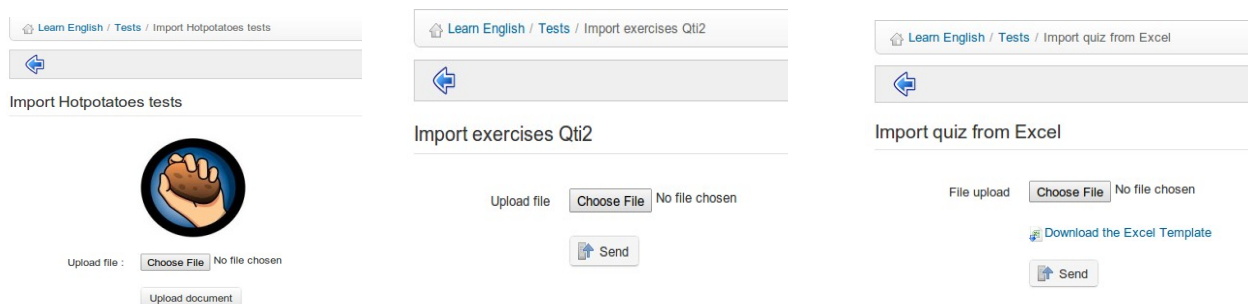 Learn English / Tests / Import Hotpotatoes tests
Import Hotpotatoes tests
Upload file :
Choose File No file chosen
Upload document
Learn English / Tests / Import exercises Qti2
Import exercises Qti2
Upload file
Choose File No file chosen
Send
Learn English / Tests / Import quiz from Excel
Import quiz from Excel
File upload
Choose File No file chosen
Download the Excel Template
Send